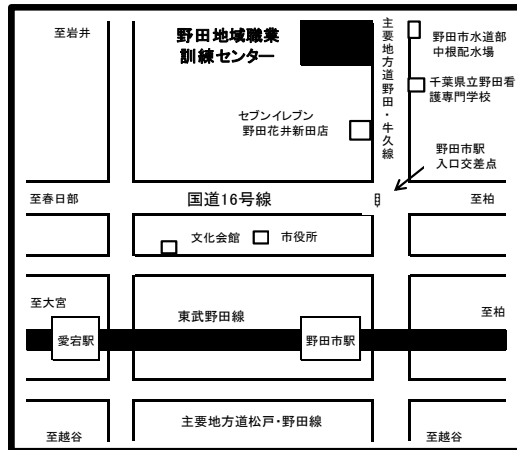 至岩井
野田地域職業
訓練センター
主要地方道野田・牛久線
野田市水道部
中根配水場
千葉県立野田看
護専門学校
セブンイレブン
野田花井新田店
野田市駅
入口交差点
至春日部
国道16号線
至柏
文化会館
市役所
至大宮
東武野田線
至柏
愛宕駅
野田市駅
主要地方道松戸・野田線
至越谷
至越谷